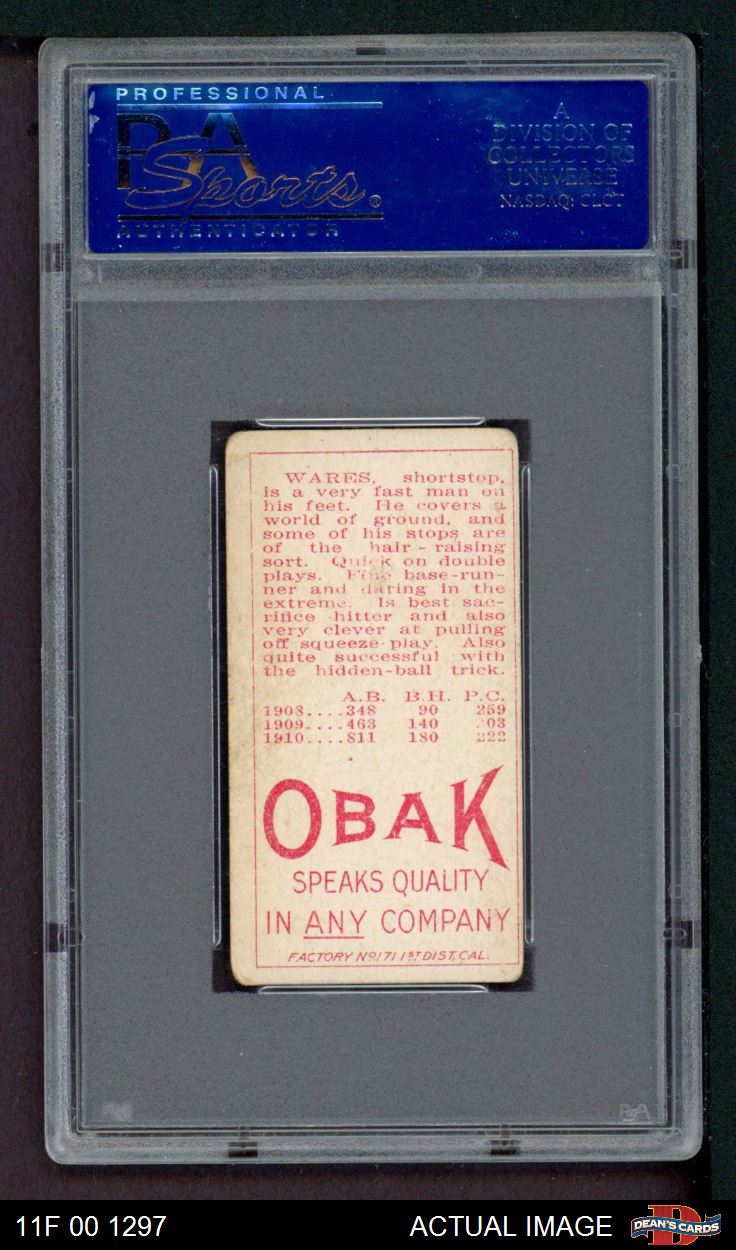 PROFESSIONAL
PSA
Sports®
AUTHENTICATOR
A
DIVISION OF
COLLECTORS
UNIVERSE
NASDAQ: CLCT
WARES, shortstop,
is a very fast man on
his feet. He covers a
world of ground, and
some of his stops are
of the hair-raising
sort. Quick on double
plays. Fine base-run-
ner and daring in the
extreme. Is best sac-
rifice hitter and also
very clever at pulling
off squeeze-play. Also
quite successful with
the hidden-ball trick.
A.B. B.H. P.C.
1908....348 90 259
1909....463 140
1910....811 180 222
OBAK
SPEAKS QUALITY
IN ANY COMPANY
FACTORY Nº 171 1ST DIST, CAL.
PSA
11F 00 1297
ACTUAL IMAGE
DEAN'S CARDS